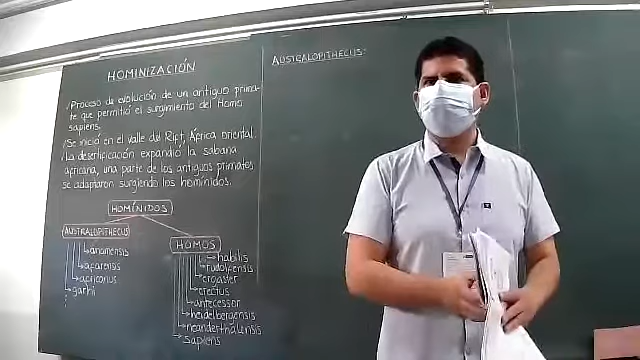 HOMINIZACIÓN
Proceso de evolución de un antiguo prima-
te que permitió el surgimiento del Homo
sapiens.
Se inició en el valle del Rift, África oriental.
La desertificación expandió la sabana
africana, una parte de los antiguos primates
se adaptaron surgiendo los homínidos.
HOMÍNIDOS
AUSTRALOPITHECUS
anamensis
afarensis
africanus
garhi
HOMOS
habilis
rudolfensis
ergaster
erectus
antecessor
heidelbergensis
neanderthalensis
sapiens
AUSTRALOPITHECUS: